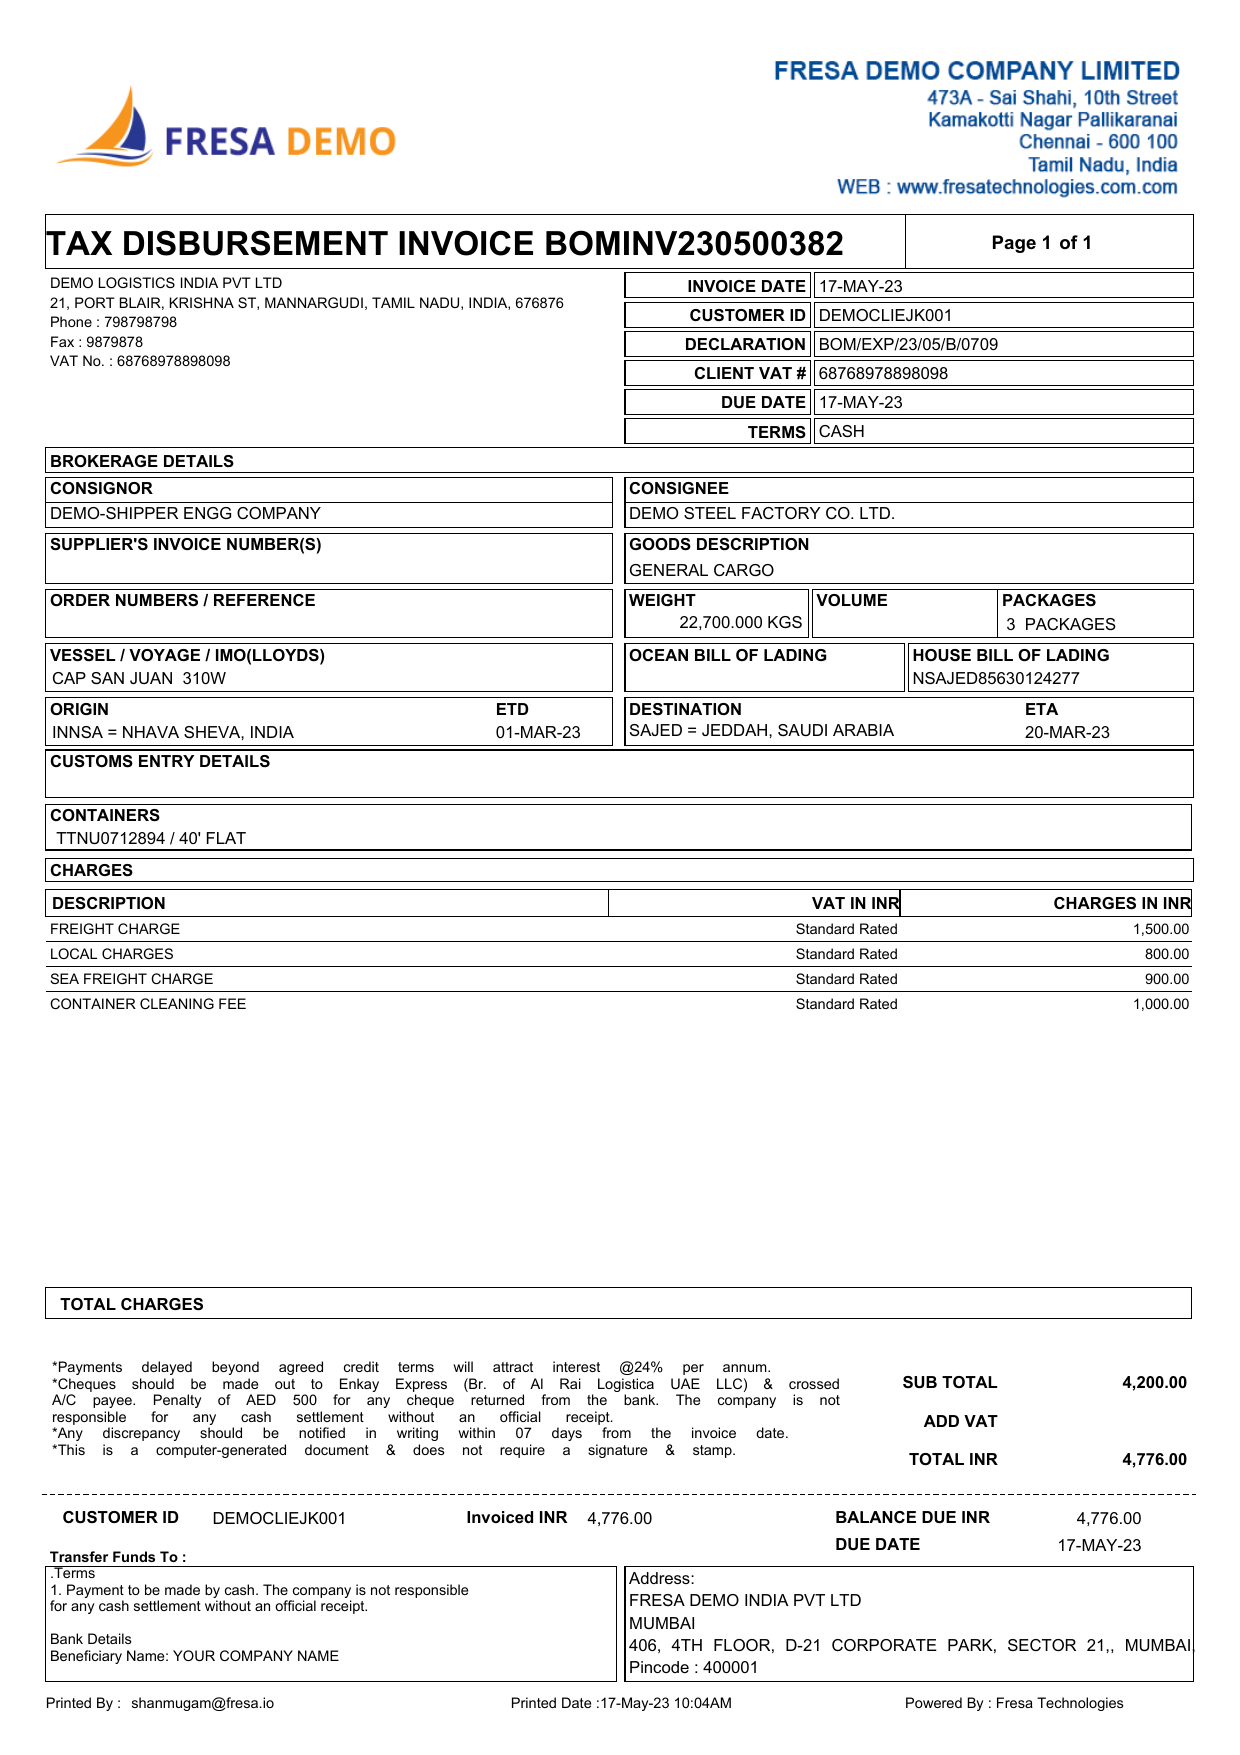 FRESA DEMO
FRESA DEMO COMPANY LIMITED
473A - Sai Shahi, 10th Street
Kamakotti Nagar Pallikaranai
Chennai - 600 100
Tamil Nadu, India
WEB : www.fresatechnologies.com.com
TAX DISBURSEMENT INVOICE BOMINV230500382 Page 1 of 1
DEMO LOGISTICS INDIA PVT LTD
21, PORT BLAIR, KRISHNA ST, MANNARGUDI, TAMIL NADU, INDIA, 676876
Phone : 798798798
Fax : 9879878
VAT No. : 68768978898098
INVOICE DATE 17-MAY-23
CUSTOMER ID DEMOCLIEJK001
DECLARATION BOM/EXP/23/05/B/0709
CLIENT VAT # 68768978898098
DUE DATE 17-MAY-23
TERMS CASH
BROKERAGE DETAILS
CONSIGNOR CONSIGNEE
DEMO-SHIPPER ENGG COMPANY DEMO STEEL FACTORY CO. LTD.
SUPPLIER'S INVOICE NUMBER(S) GOODS DESCRIPTION
GENERAL CARGO
ORDER NUMBERS / REFERENCE WEIGHT VOLUME PACKAGES
22,700.000 KGS 3 PACKAGES
VESSEL / VOYAGE / IMO(LLOYDS) OCEAN BILL OF LADING HOUSE BILL OF LADING
CAP SAN JUAN 310W NSAJED85630124277
ORIGIN ETD DESTINATION ETA
INNSA = NHAVA SHEVA, INDIA 01-MAR-23 SAJED = JEDDAH, SAUDI ARABIA 20-MAR-23
CUSTOMS ENTRY DETAILS
CONTAINERS
TTNU0712894 / 40' FLAT
CHARGES
DESCRIPTION VAT IN INR CHARGES IN INR
FREIGHT CHARGE Standard Rated 1,500.00
LOCAL CHARGES Standard Rated 800.00
SEA FREIGHT CHARGE Standard Rated 900.00
CONTAINER CLEANING FEE Standard Rated 1,000.00
TOTAL CHARGES
*Payments delayed beyond agreed credit terms will attract interest @24% per annum.
*Cheques should be made out to Enkay Express (Br. of Al Rai Logistica UAE LLC) & crossed
A/C payee. Penalty of AED 500 for any cheque returned from the bank. The company is not
responsible for any cash settlement without an official receipt.
*Any discrepancy should be notified in writing within 07 days from the invoice date.
*This is a computer-generated document & does not require a signature & stamp.
SUB TOTAL 4,200.00
ADD VAT
TOTAL INR 4,776.00
CUSTOMER ID DEMOCLIEJK001 Invoiced INR 4,776.00 BALANCE DUE INR 4,776.00
DUE DATE 17-MAY-23
Transfer Funds To :
.Terms
1. Payment to be made by cash. The company is not responsible
for any cash settlement without an official receipt.
Bank Details
Beneficiary Name: YOUR COMPANY NAME
Address:
FRESA DEMO INDIA PVT LTD
MUMBAI
406, 4TH FLOOR, D-21 CORPORATE PARK, SECTOR 21,, MUMBAI,
Pincode : 400001
Printed By : shanmugam@fresa.io Printed Date :17-May-23 10:04AM Powered By : Fresa Technologies